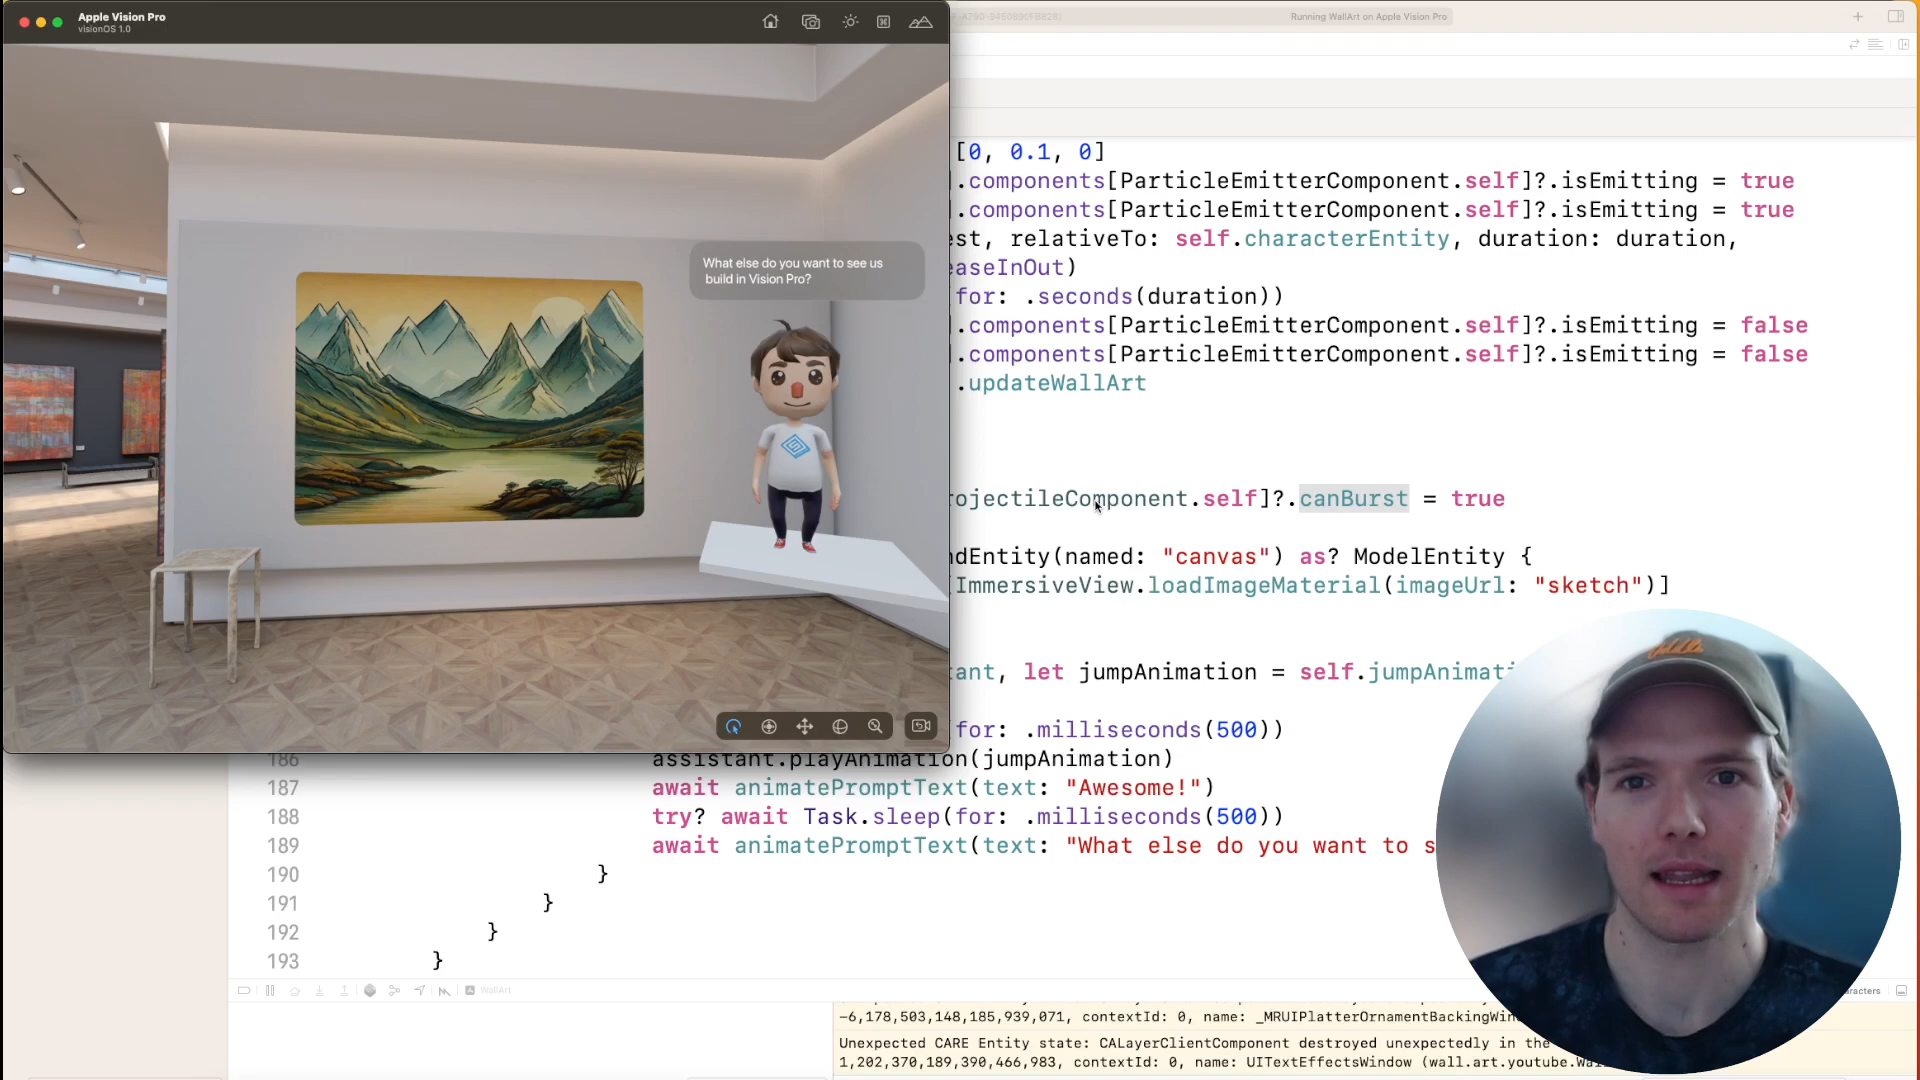 Apple Vision Pro
visionOS 1.0
Running WallArt on Apple Vision Pro
What else do you want to see us
build in Vision Pro?
[0, 0.1, 0]
.components[ParticleEmitterComponent.self]?.isEmitting = true
.components[ParticleEmitterComponent.self]?.isEmitting = true
est, relativeTo: self.characterEntity, duration: duration,
easeInOut)
for: .seconds(duration))
.components[ParticleEmitterComponent.self]?.isEmitting = false
.components[ParticleEmitterComponent.self]?.isEmitting = false
.updateWallArt
rojectileComponent.self]?.canBurst = true
ndEntity(named: "canvas") as? ModelEntity {
[ImmersiveView.loadImageMaterial(imageUrl: "sketch")]
tant, let jumpAnimation = self.jumpAnimati
for: .milliseconds(500))
186 assistant.playAnimation(jumpAnimation)
187 await animatePromptText(text: "Awesome!")
188 try? await Task.sleep(for: .milliseconds(500))
189 await animatePromptText(text: "What else do you want to s
190 }
191 }
192 }
193 }
WallArt
racters
-6,178,503,148,185,939,071, contextId: 0, name: _MRUIPlatterOrnamentBackingWin
Unexpected CARE Entity state: CALayerClientComponent destroyed unexpectedly in the
1,202,370,189,390,466,983, contextId: 0, name: UITextEffectsWindow (wall.art.youtube.Wa